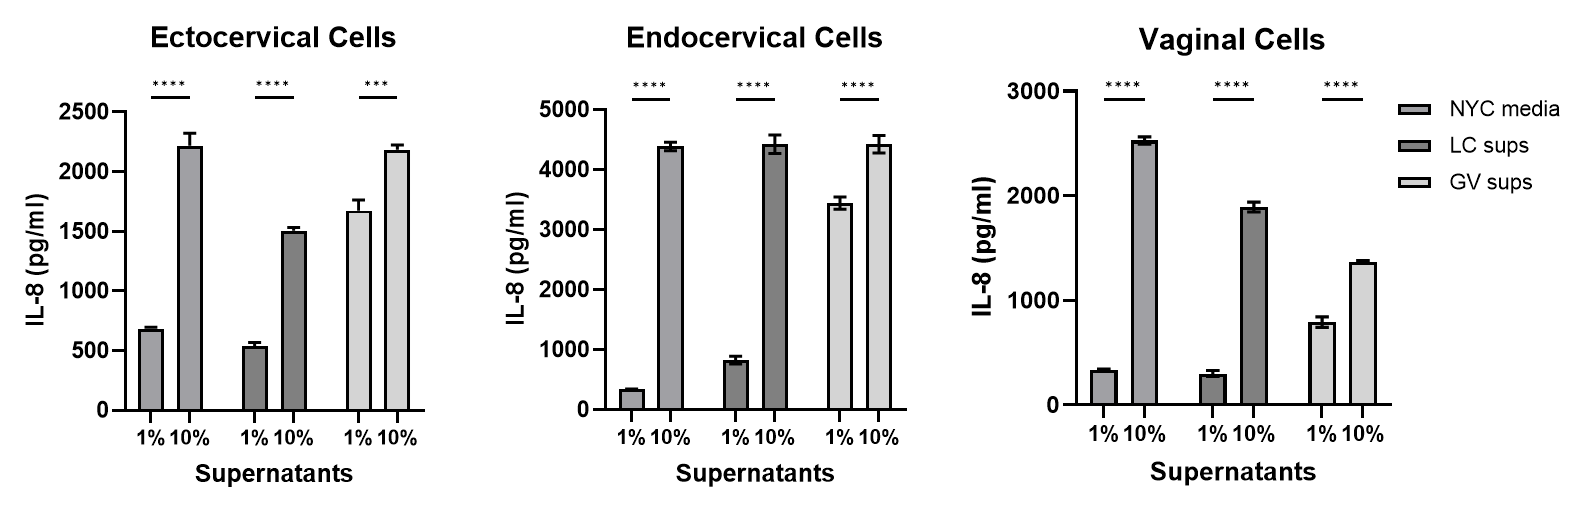 Ectocervical Cells
**** **** ***
2500
2000
1500
1000
500
0
IL-8 (pg/ml)
1% 10% 1% 10% 1% 10%
Supernatants
Endocervical Cells
**** **** ****
5000
4000
3000
2000
1000
0
IL-8 (pg/ml)
1% 10% 1% 10% 1% 10%
Supernatants
Vaginal Cells
**** **** ****
3000
2000
1000
0
IL-8 (pg/ml)
1% 10% 1% 10% 1% 10%
Supernatants
NYC media
LC sups
GV sups